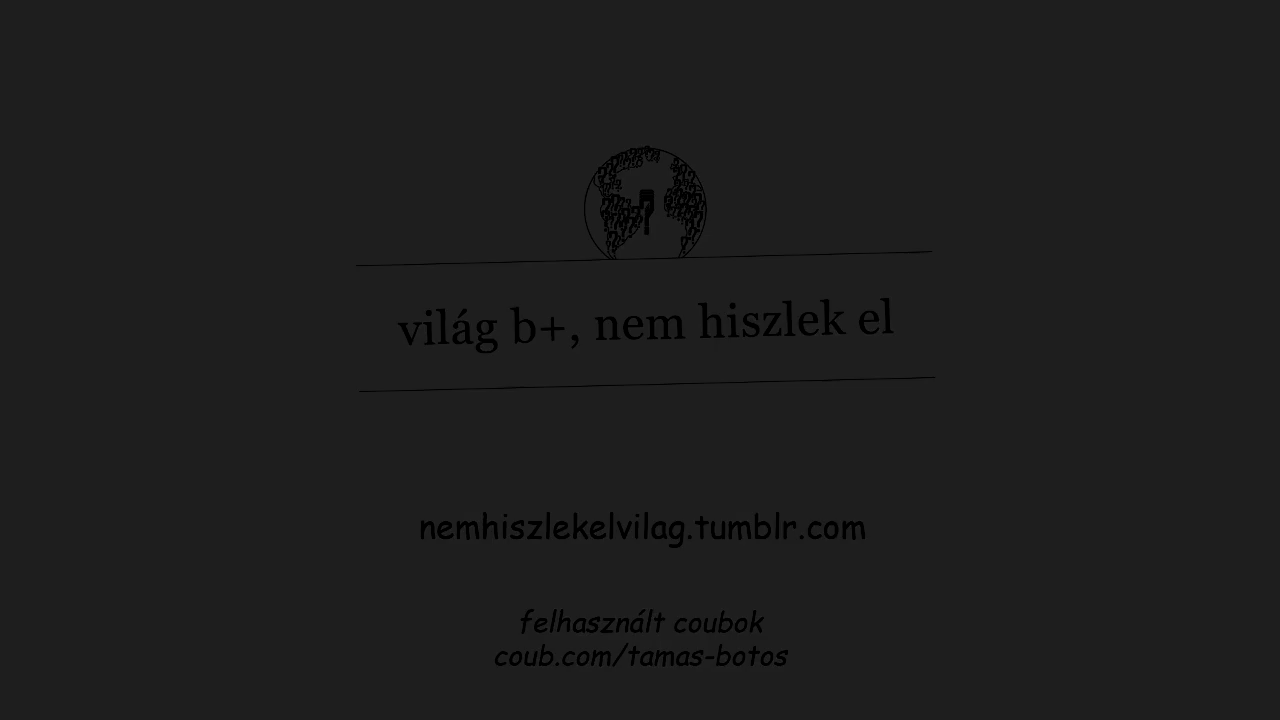 világ b+, nem hiszlek el
nemhiszlekelvilag.tumblr.com
felhasznált coubok
coub.com/tamas-botos